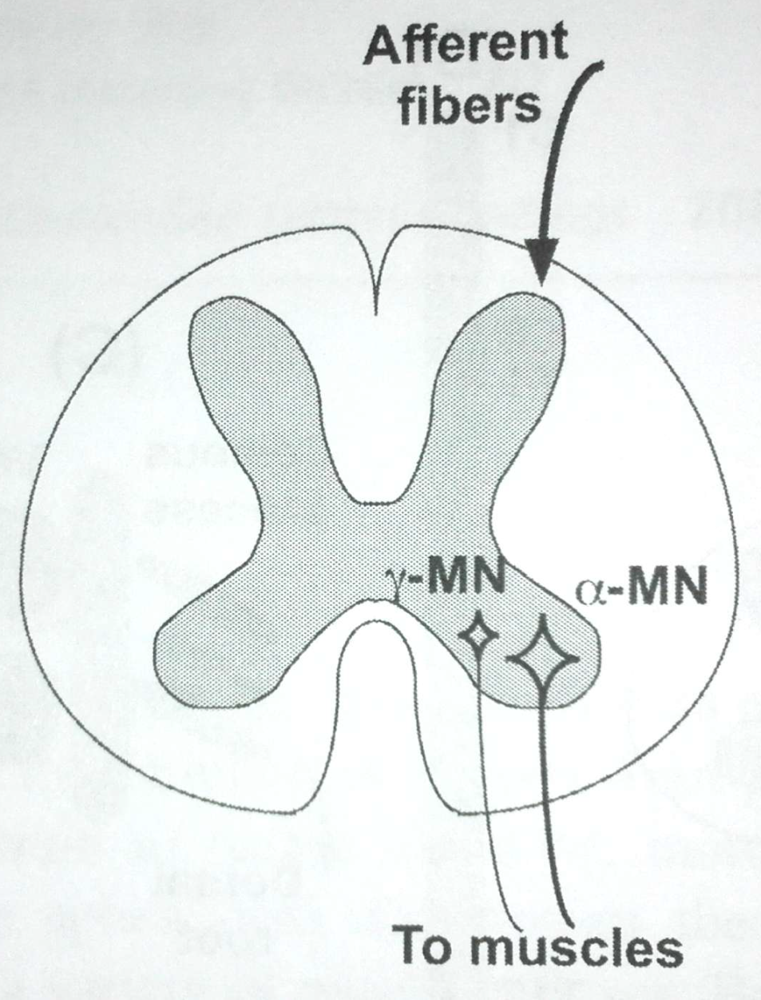 Afferent
fibers
γ-MN
α-MN
To muscles